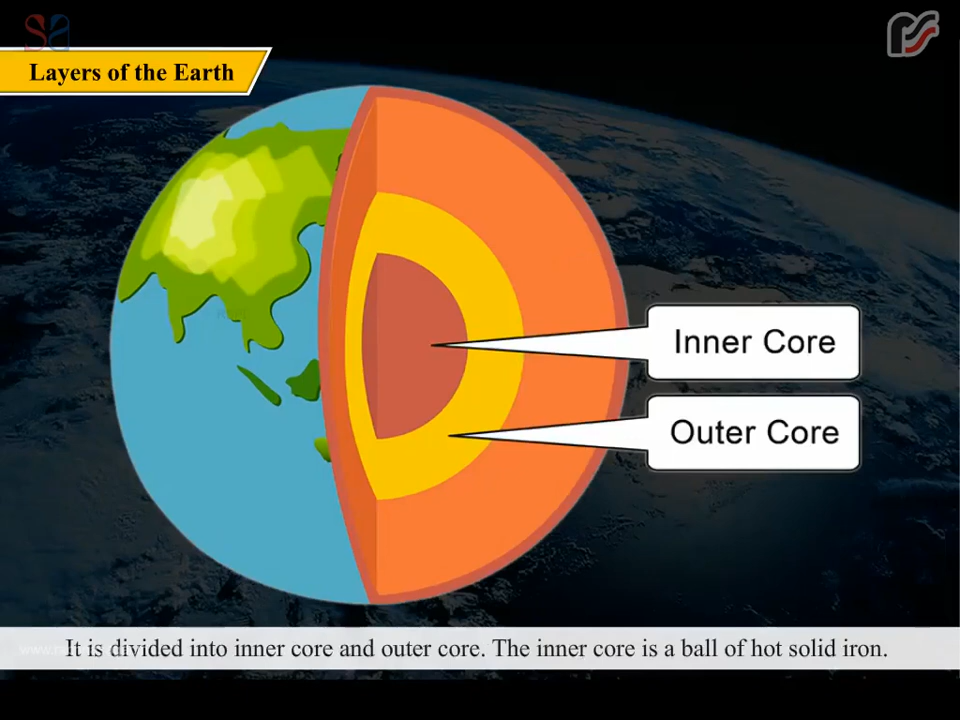 Layers of the Earth
Inner Core
Outer Core
It is divided into inner core and outer core. The inner core is a ball of hot solid iron.